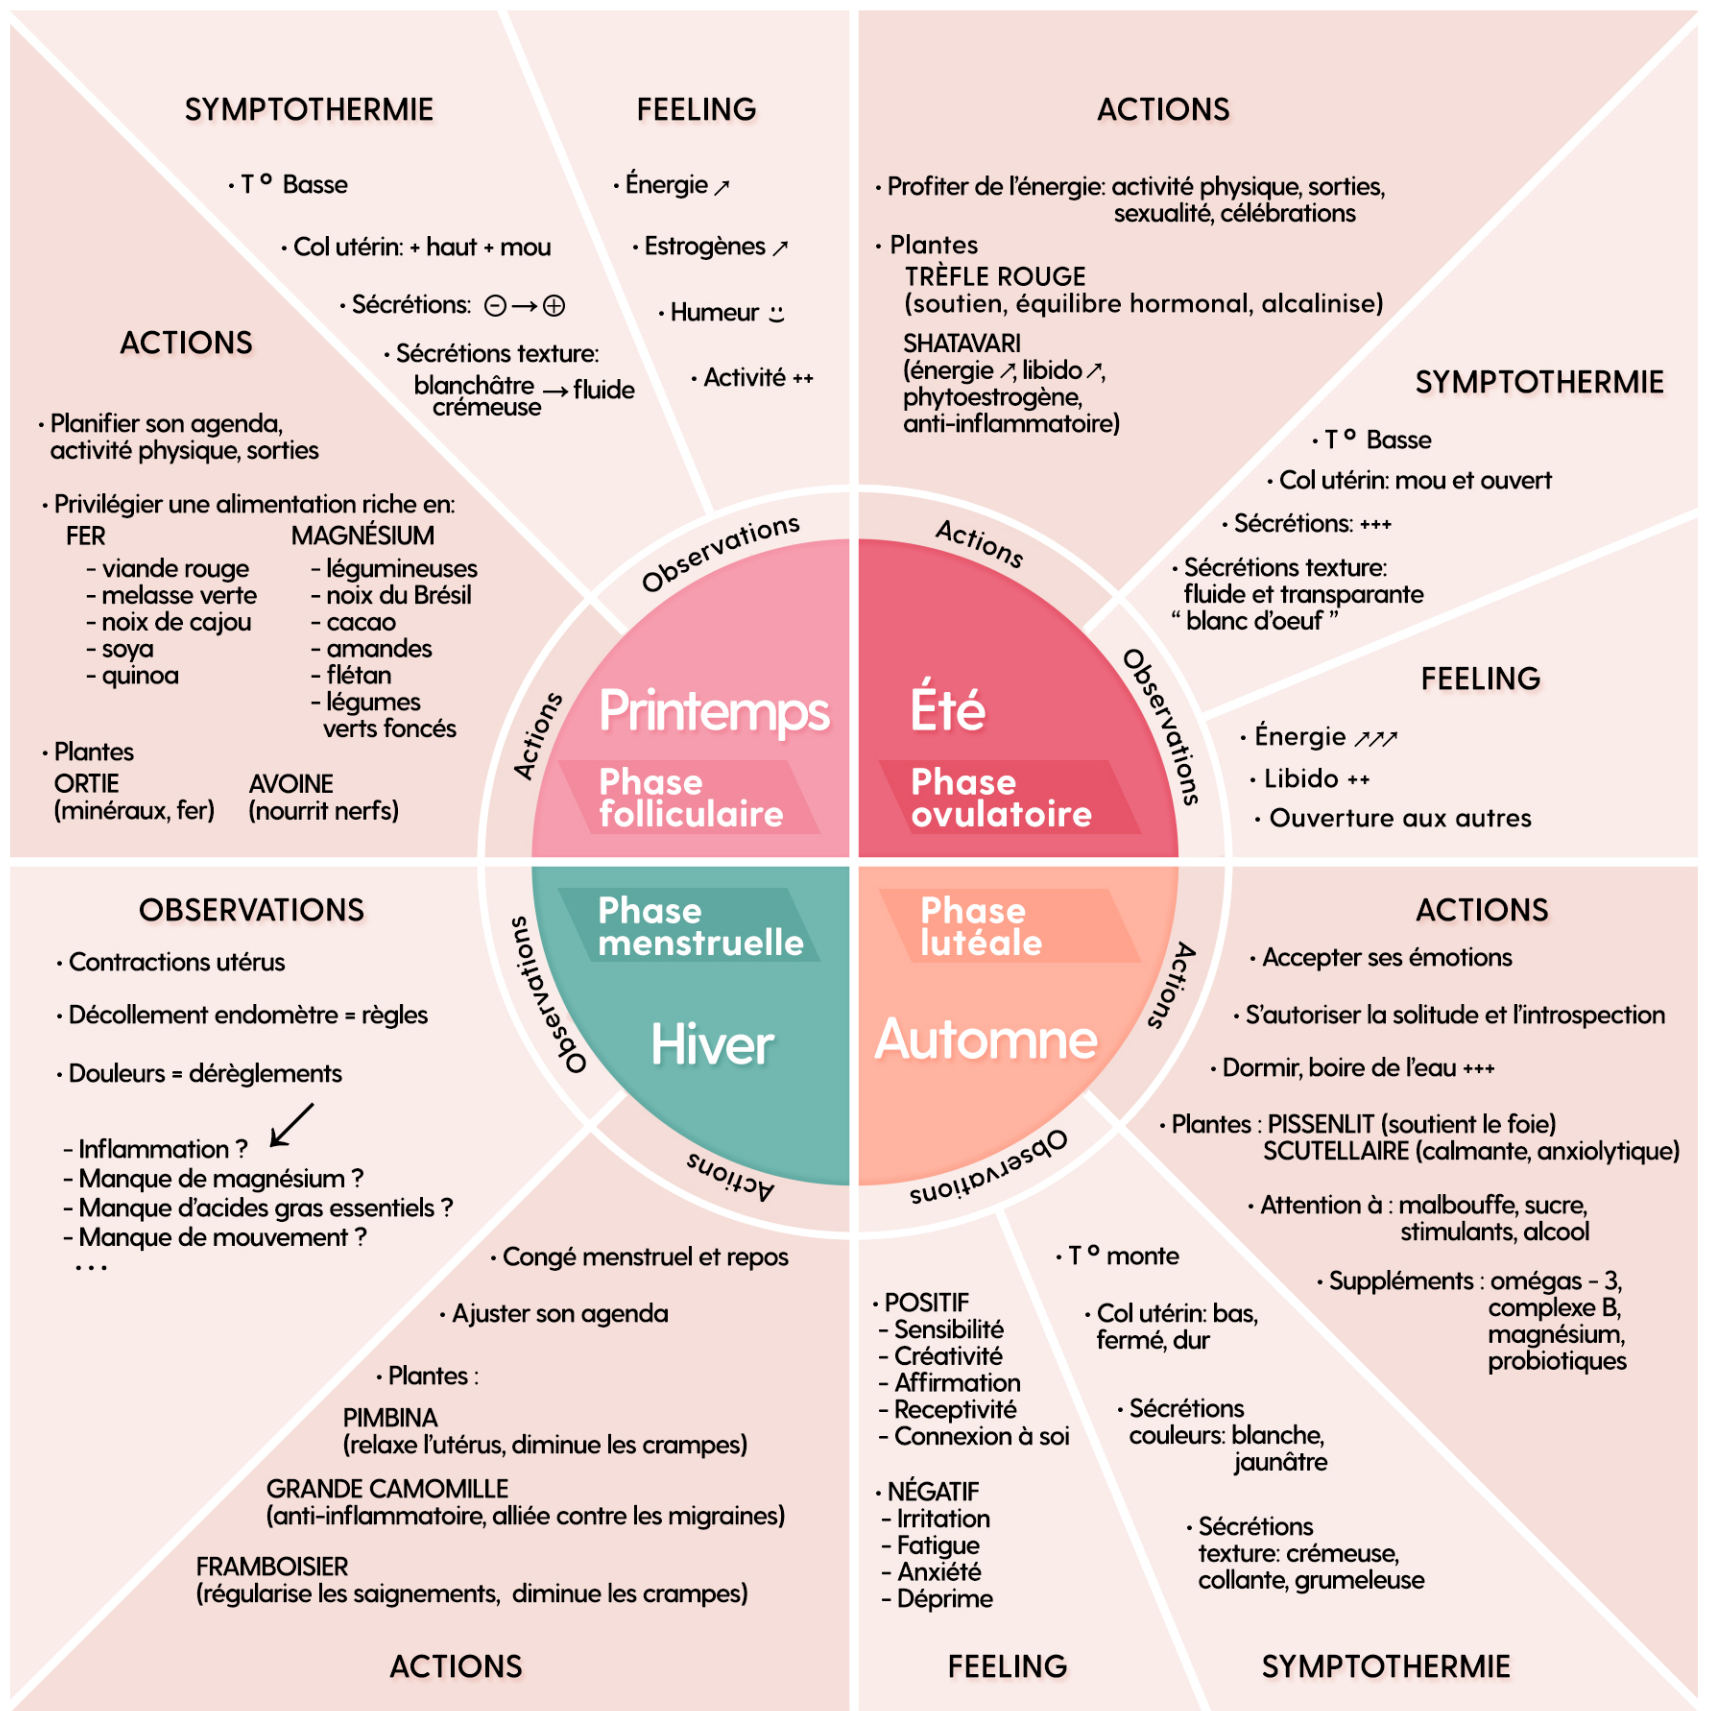 SYMPTOTHERMIE
· T° Basse
· Col utérin: + haut + mou
· Sécrétions: ⊖→⊕
· Sécrétions texture:
blanchâtre → fluide
crémeuse
FEELING
· Énergie ↗
· Estrogènes ↗
· Humeur :)
· Activité ++
ACTIONS
· Planifier son agenda,
activité physique, sorties
· Privilégier une alimentation riche en:
FER
- viande rouge
- melasse verte
- noix de cajou
- soya
- quinoa
MAGNÉSIUM
- légumineuses
- noix du Brésil
- cacao
- amandes
- flétan
- légumes
verts foncés
· Plantes
ORTIE
(minéraux, fer)
AVOINE
(nourrit nerfs)
Actions
Observations
Printemps
Phase
folliculaire
ACTIONS
· Profiter de l'énergie: activité physique, sorties,
sexualité, célébrations
· Plantes
TRÈFLE ROUGE
(soutien, équilibre hormonal, alcalinise)
SHATAVARI
(énergie ↗, libido ↗,
phytoestrogène,
anti-inflammatoire)
SYMPTOTHERMIE
· T° Basse
· Col utérin: mou et ouvert
· Sécrétions: +++
· Sécrétions texture:
fluide et transparante
“ blanc d'oeuf ”
FEELING
· Énergie ↗↗↗
· Libido ++
· Ouverture aux autres
Actions
Observations
Été
Phase
ovulatoire
OBSERVATIONS
· Contractions utérus
· Décollement endomètre = règles
· Douleurs = dérèglements
↙
- Inflammation ?
- Manque de magnésium ?
- Manque d'acides gras essentiels ?
- Manque de mouvement ?
...
Observations
Actions
Phase
menstruelle
Hiver
· Congé menstruel et repos
· Ajuster son agenda
· Plantes :
PIMBINA
(relaxe l'utérus, diminue les crampes)
GRANDE CAMOMILLE
(anti-inflammatoire, alliée contre les migraines)
FRAMBOISIER
(régularise les saignements, diminue les crampes)
ACTIONS
Phase
lutéale
Automne
Actions
Observations
ACTIONS
· Accepter ses émotions
· S'autoriser la solitude et l'introspection
· Dormir, boire de l'eau +++
· Plantes : PISSENLIT (soutient le foie)
SCUTELLAIRE (calmante, anxiolytique)
· Attention à : malbouffe, sucre,
stimulants, alcool
· Suppléments : omégas - 3,
complexe B,
magnésium,
probiotiques
· POSITIF
- Sensibilité
- Créativité
- Affirmation
- Receptivité
- Connexion à soi
· NÉGATIF
- Irritation
- Fatigue
- Anxiété
- Déprime
FEELING
· T° monte
· Col utérin: bas,
fermé, dur
· Sécrétions
couleurs: blanche,
jaunâtre
· Sécrétions
texture: crémeuse,
collante, grumeleuse
SYMPTOTHERMIE